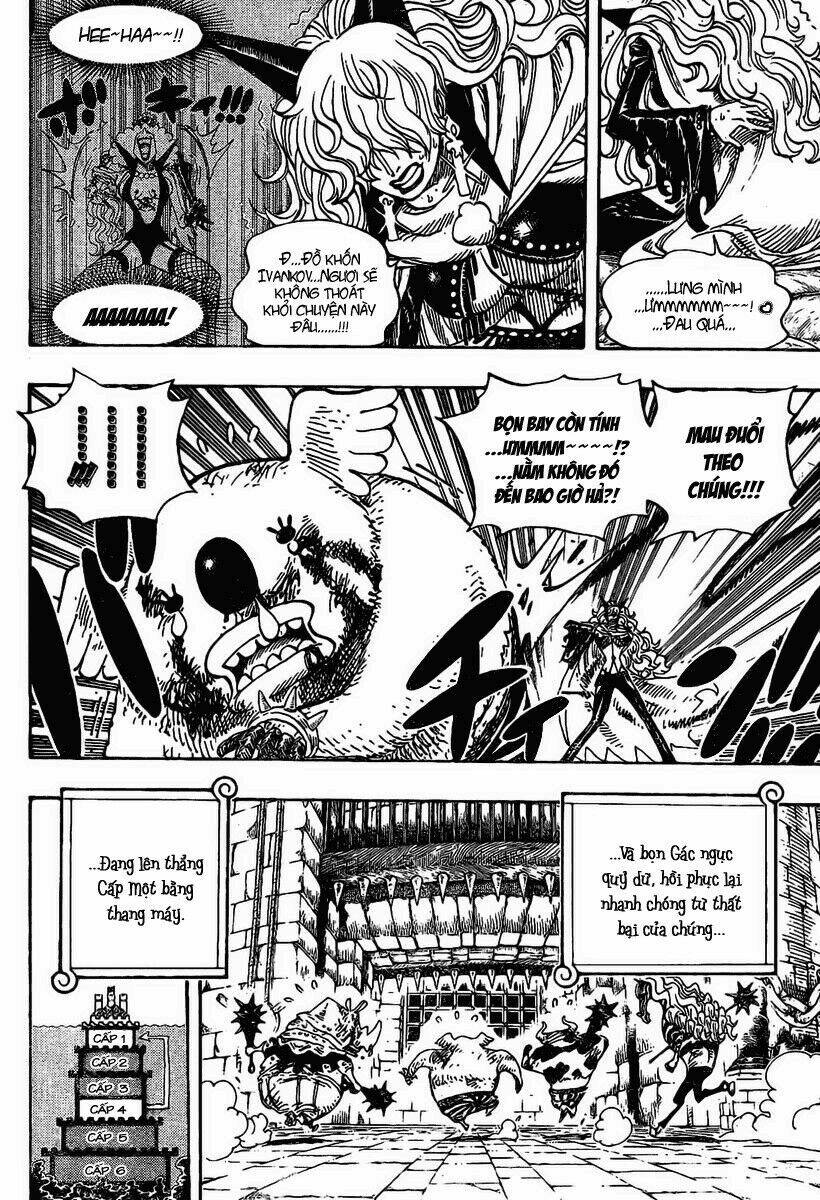 ......LƯNG MÌNH
...ƯMMMMMM~~~!
...ĐAU QUÁ...
HEE-HAA~~!!
ボキィ!!!
AAAAAAAA!
Đ...ĐỒ KHỐN
IVANKOV...NGƯƠI SẼ
KHÔNG THOÁT
KHỎI CHUYỆN NÀY
ĐÂU......!!!
MAU ĐUỔI
THEO
CHÚNG!!!
BỌN BAY CÒN TÍNH
...ƯMMMM~~~~!?
....NẰM KHÔNG ĐÓ
ĐẾN BAO GIỜ HẢ?!
...Và bọn Gác ngục
quỷ dữ, hồi phục lại
nhanh chóng từ thất
bại của chúng...
...Đang lên thẳng
Cấp Một bằng
thang máy.
CẤP 1
CẤP 2
CẤP 3
CẤP 4
CẤP 5
CẤP 6